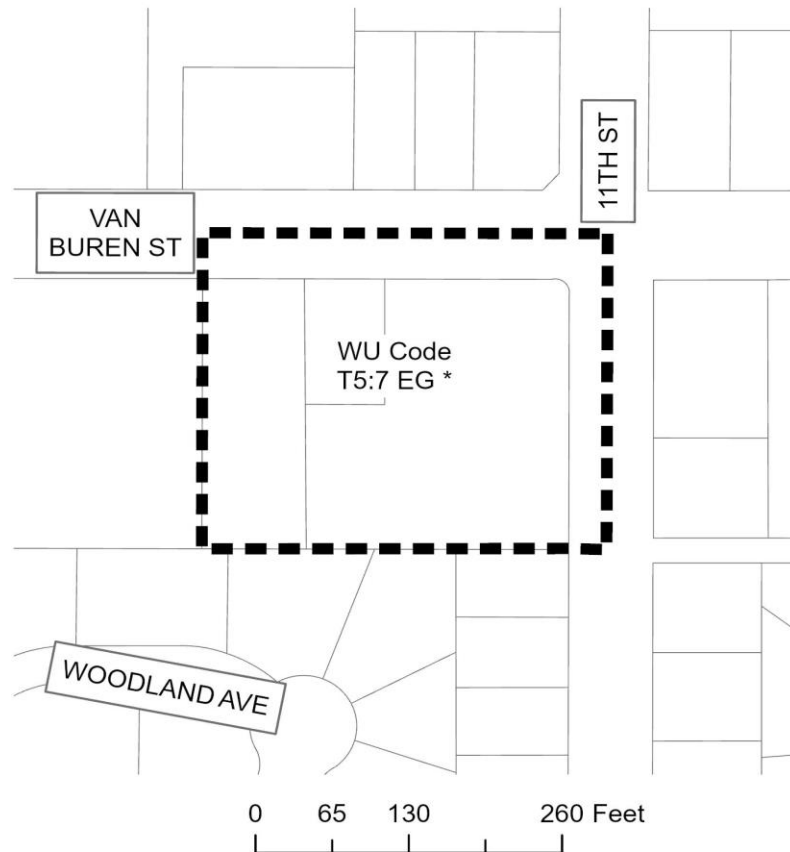 11TH ST
VAN
BUREN ST
WU Code
T5:7 EG *
WOODLAND AVE
0 65 130 260 Feet